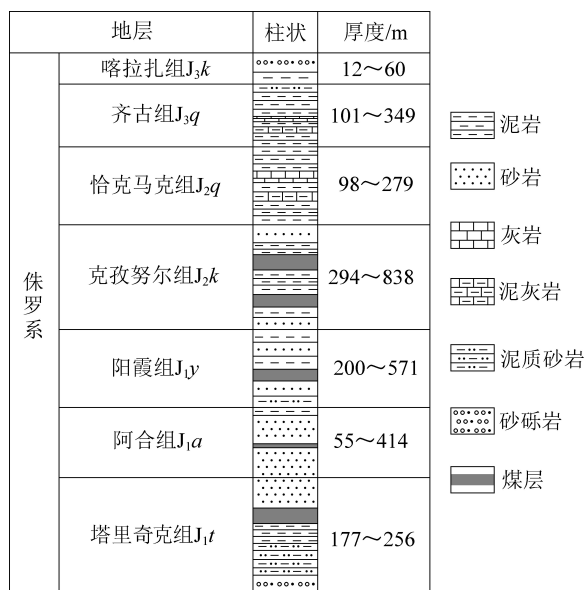 地层 柱状 厚度/m
侏罗系
喀拉扎组J₃k 12～60
齐古组J₃q 101～349
恰克马克组J₂q 98～279
克孜努尔组J₂k 294～838
阳霞组J₁y 200～571
阿合组J₁a 55～414
塔里奇克组J₁t 177～256
泥岩
砂岩
灰岩
泥灰岩
泥质砂岩
砂砾岩
煤层